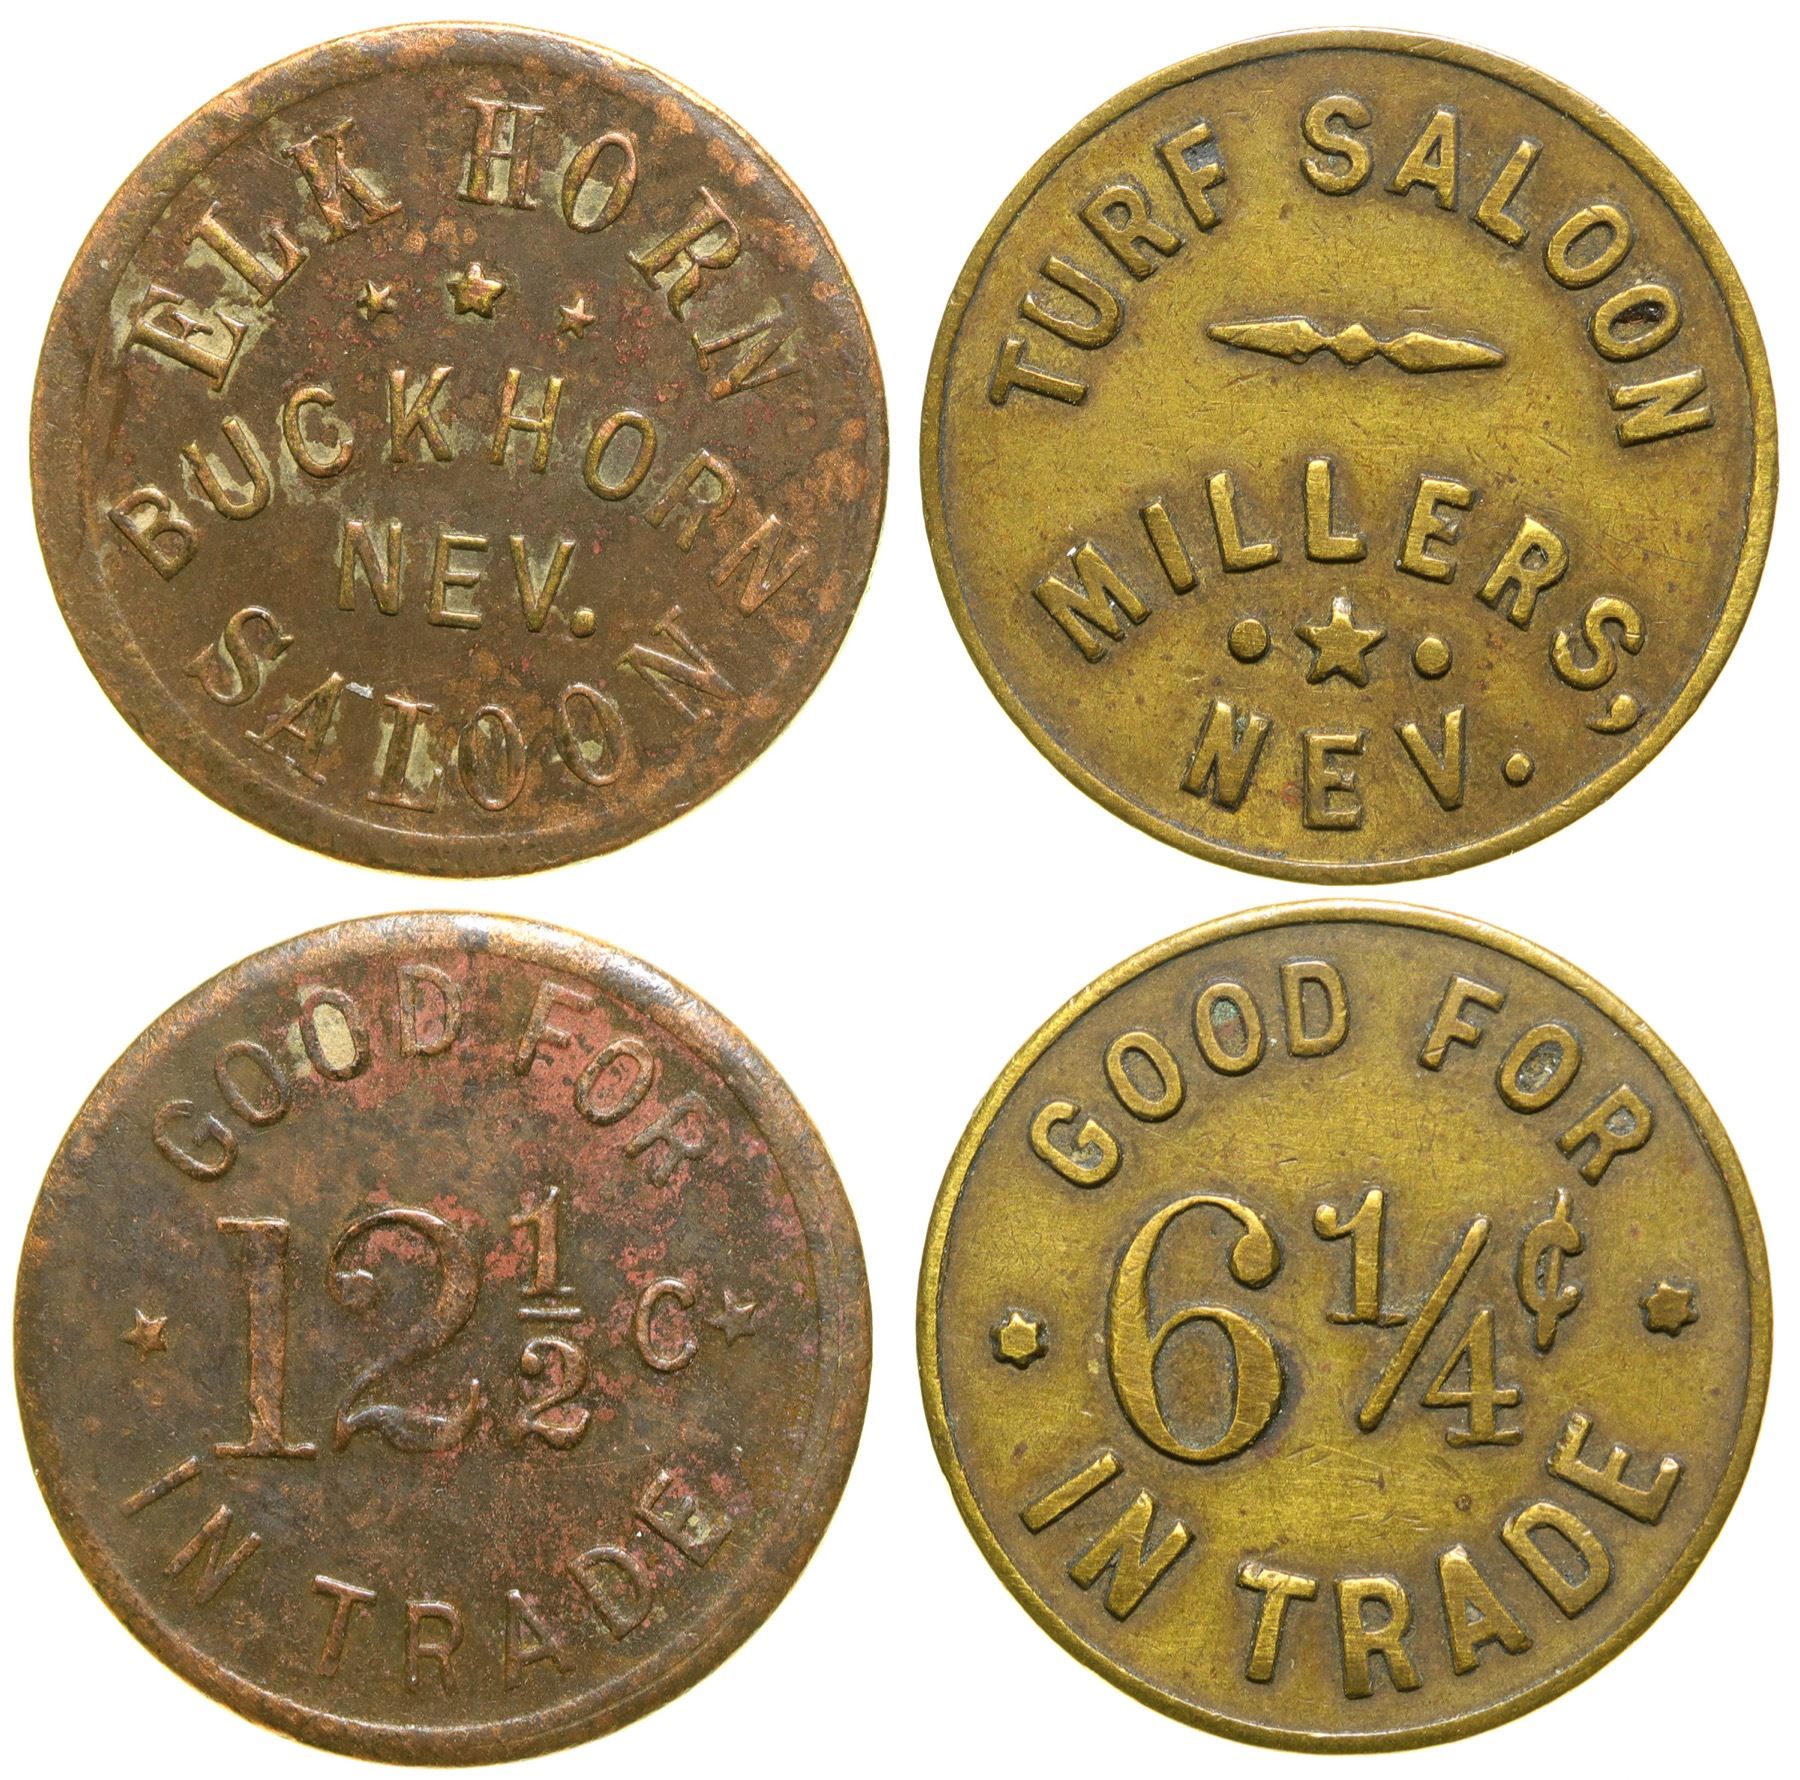 ELK HORN
BUCKHORN
NEV.
SALOON
TURF SALOON
MILLERS,
NEV.
GOOD FOR
12 1/2 C
IN TRADE
GOOD FOR
6 1/4 ¢
IN TRADE